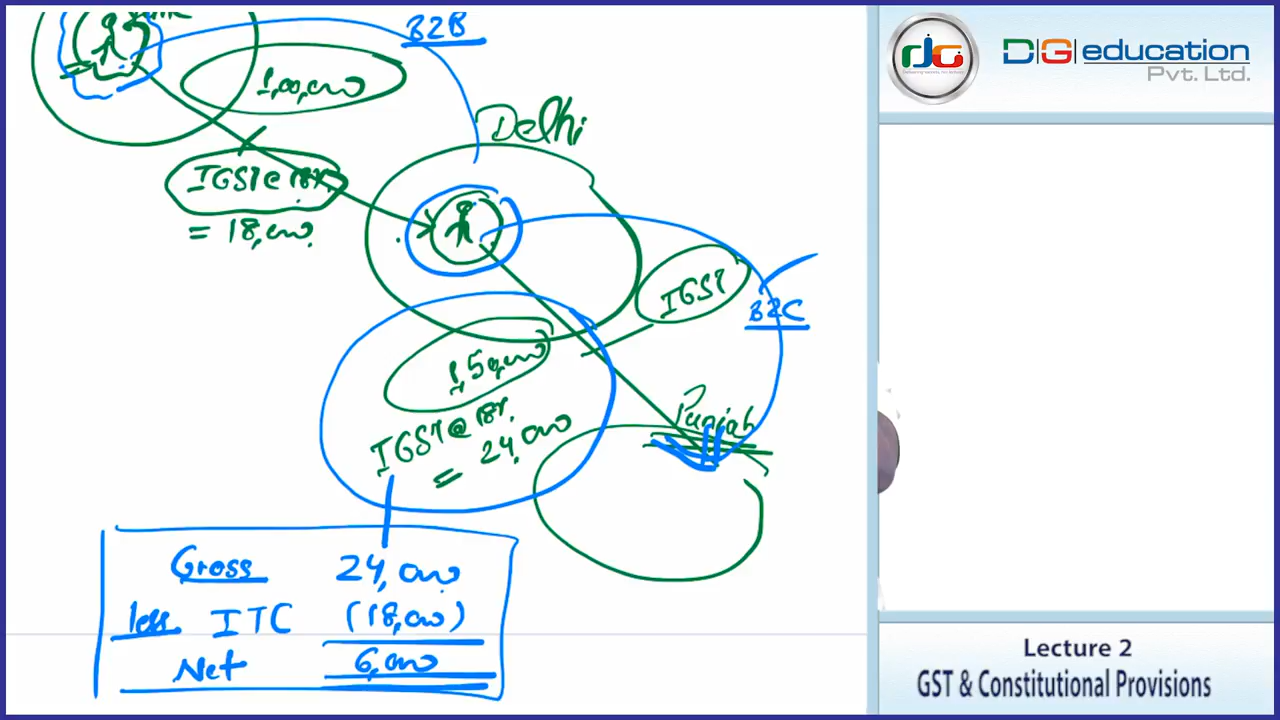 B2B
1,00,000
Delhi
IGST @ 18%
= 18,000
IGST
B2C
1,50,000
IGST @ 18%
= 24,000
Punjab
Gross 24,000
less ITC (18,000)
Net 6,000
DG education
Pvt. Ltd.
Lecture 2
GST & Constitutional Provisions